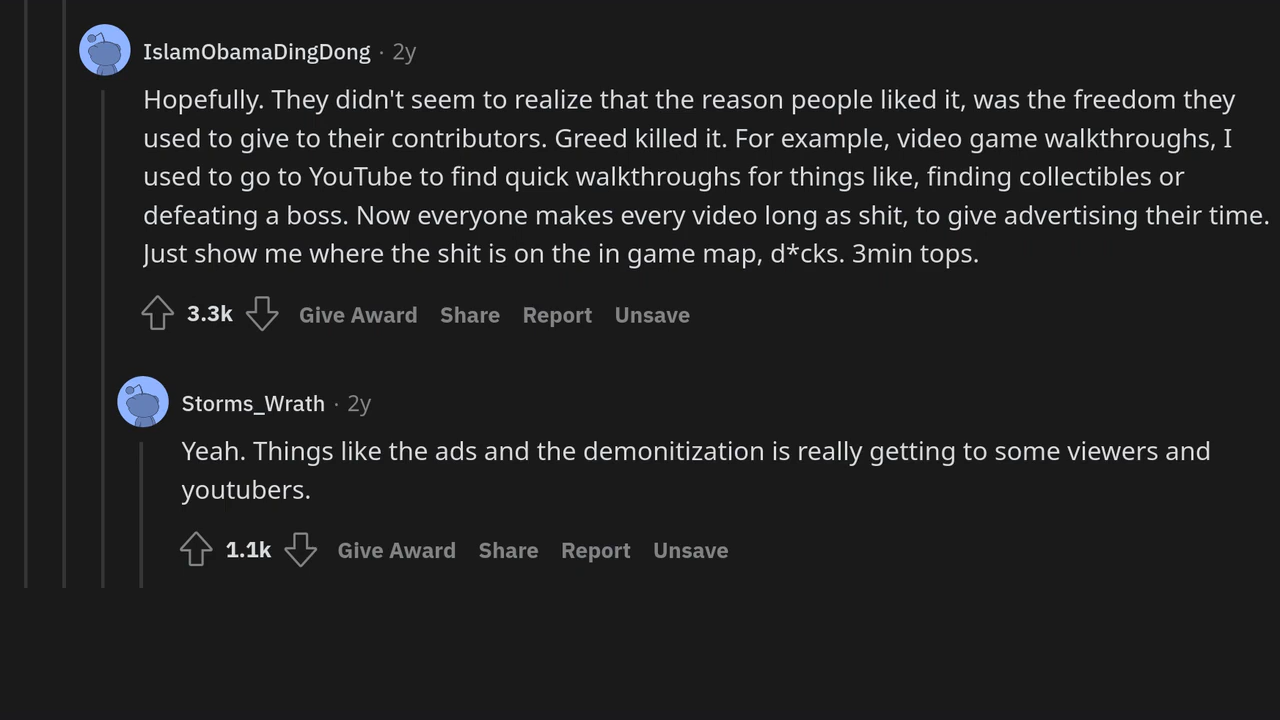 IslamObamaDingDong · 2y
Hopefully. They didn't seem to realize that the reason people liked it, was the freedom they
used to give to their contributors. Greed killed it. For example, video game walkthroughs, I
used to go to YouTube to find quick walkthroughs for things like, finding collectibles or
defeating a boss. Now everyone makes every video long as shit, to give advertising their time.
Just show me where the shit is on the in game map, d*cks. 3min tops.
3.3k Give Award Share Report Unsave
Storms_Wrath · 2y
Yeah. Things like the ads and the demonitization is really getting to some viewers and
youtubers.
1.1k Give Award Share Report Unsave